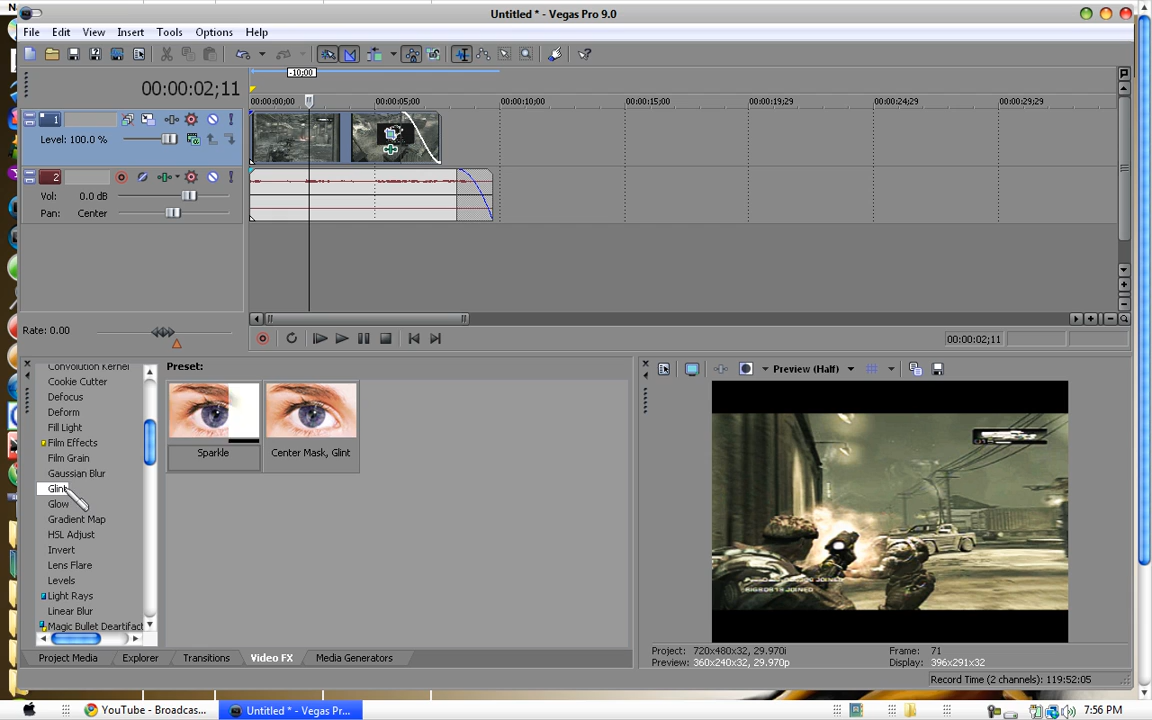 Untitled * - Vegas Pro 9.0
File Edit View Insert Tools Options Help
-10:00
00:00:02;11
00:00:00;00 00:00:05;00 00:00:10;00 00:00:15;00 00:00:19;29 00:00:24;29 00:00:29;29
1
Level: 100.0 %
2
Vol: 0.0 dB
Pan: Center
Rate: 0.00
00:00:02;11
Convolution Kernel
Cookie Cutter
Defocus
Deform
Fill Light
Film Effects
Film Grain
Gaussian Blur
Glint
Glow
Gradient Map
HSL Adjust
Invert
Lens Flare
Levels
Light Rays
Linear Blur
Magic Bullet Deartifact
Preset:
Sparkle
Center Mask, Glint
Preview (Half)
Project Media Explorer Transitions Video FX Media Generators
Project: 720x480x32, 29.970i
Preview: 360x240x32, 29.970p
Frame: 71
Display: 396x291x32
Record Time (2 channels): 119:52:05
YouTube - Broadcas...
Untitled * - Vegas Pr...
7:56 PM